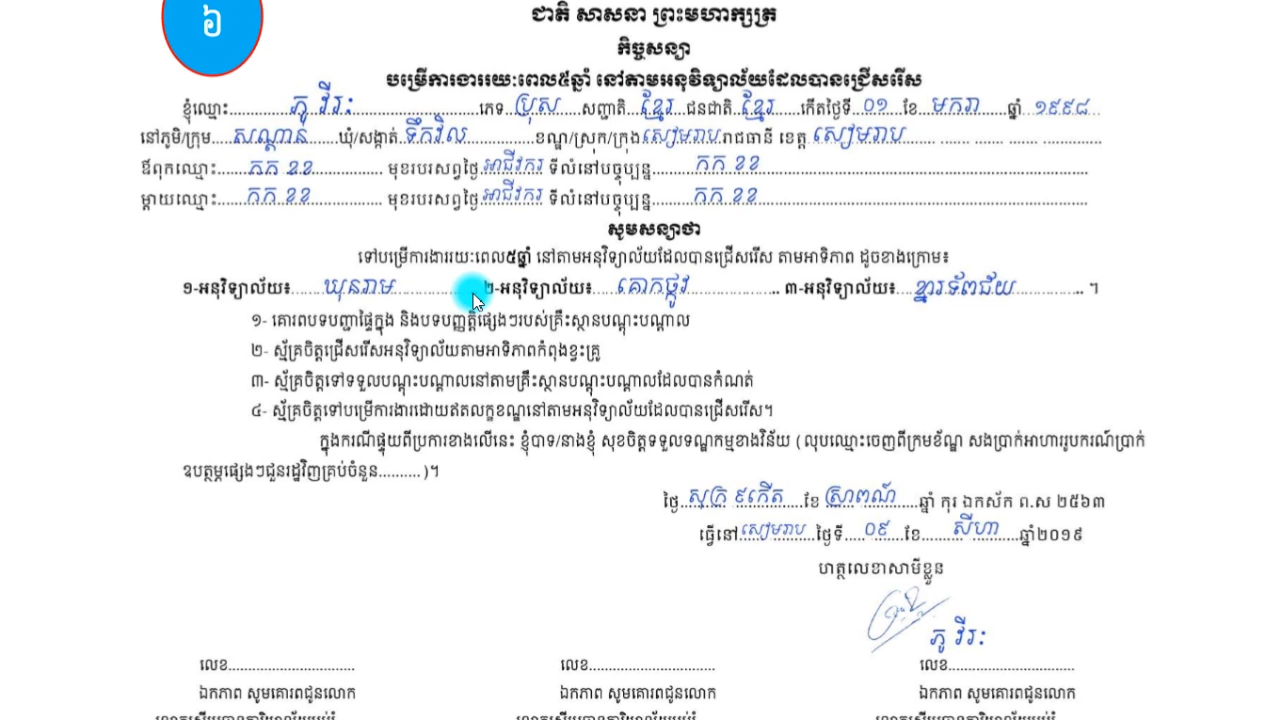 ៦
ជាតិ សាសនា ព្រះមហាក្សត្រ
កិច្ចសន្យា
បម្រើការងាររយៈពេល៥ឆ្នាំ នៅតាមអនុវិទ្យាល័យដែលបានជ្រើសរើស
ខ្ញុំឈ្មោះ......ភូ វីរៈ......ភេទ.ប្រុស...សញ្ជាតិ..ខ្មែរ.ជនជាតិ.ខ្មែរ...កើតថ្ងៃទី.០១..ខែ..មករា...ឆ្នាំ ១៩៩៨
នៅភូមិ/ក្រុម...សណ្តាន់......ឃុំ/សង្កាត់.ទឹកវិល......ខណ្ឌ/ស្រុក/ក្រុងសៀមរាបរាជធានី ខេត្ត សៀមរាប......
ឪពុកឈ្មោះ......កក ខខ...... មុខរបរសព្វថ្ងៃ.អាជីវករ ទីលំនៅបច្ចុប្បន្ន......កក ខខ......
ម្តាយឈ្មោះ......កក ខខ...... មុខរបរសព្វថ្ងៃ.អាជីវករ ទីលំនៅបច្ចុប្បន្ន......កក ខខ......
សូមសន្យាថា
ទៅបម្រើការងាររយៈពេល៥ឆ្នាំ នៅតាមអនុវិទ្យាល័យដែលបានជ្រើសរើស តាមអាទិភាព ដូចខាងក្រោម៖
១-អនុវិទ្យាល័យ៖......ឃុនរាម...... ២-អនុវិទ្យាល័យ៖...គោកថ្កូវ...... ៣-អនុវិទ្យាល័យ៖...ខ្នារទ័ពជ័យ...... ។
១- គោរពបទបញ្ជាផ្ទៃក្នុង និងបទបញ្ញត្តិផ្សេងៗរបស់គ្រឹះស្ថានបណ្តុះបណ្តាល
២- ស្ម័គ្រចិត្តជ្រើសរើសអនុវិទ្យាល័យតាមអាទិភាពកំពុងខ្វះគ្រូ
៣- ស្ម័គ្រចិត្តទៅទទួលបណ្តុះបណ្តាលនៅតាមគ្រឹះស្ថានបណ្តុះបណ្តាលដែលបានកំណត់
៤- ស្ម័គ្រចិត្តទៅបម្រើការងារដោយឥតលក្ខខណ្ឌនៅតាមអនុវិទ្យាល័យដែលបានជ្រើសរើស។
ក្នុងករណីផ្ទុយពីប្រការខាងលើនេះ ខ្ញុំបាទ/នាងខ្ញុំ សុខចិត្តទទួលទណ្ឌកម្មខាងវិន័យ ( លុបឈ្មោះចេញពីក្រមខ័ណ្ឌ សងប្រាក់អាហារូបករណ៍ប្រាក់
ឧបត្ថម្ភផ្សេងៗជូនរដ្ឋវិញគ្រប់ចំនួន.......... )។
ថ្ងៃ.សុក្រ ៩កើត...ខែ ស្រាពណ៍.....ឆ្នាំ កុរ ឯកស័ក ព.ស ២៥៦៣
ធ្វើនៅសៀមរាប ថ្ងៃទី....០៩...ខែ......សីហា....ឆ្នាំ២០១៩
ហត្ថលេខាសាមីខ្លួន
ភូ វីរៈ
លេខ............................ លេខ............................ លេខ............................
ឯកភាព សូមគោរពជូនលោក ឯកភាព សូមគោរពជូនលោក ឯកភាព សូមគោរពជូនលោក